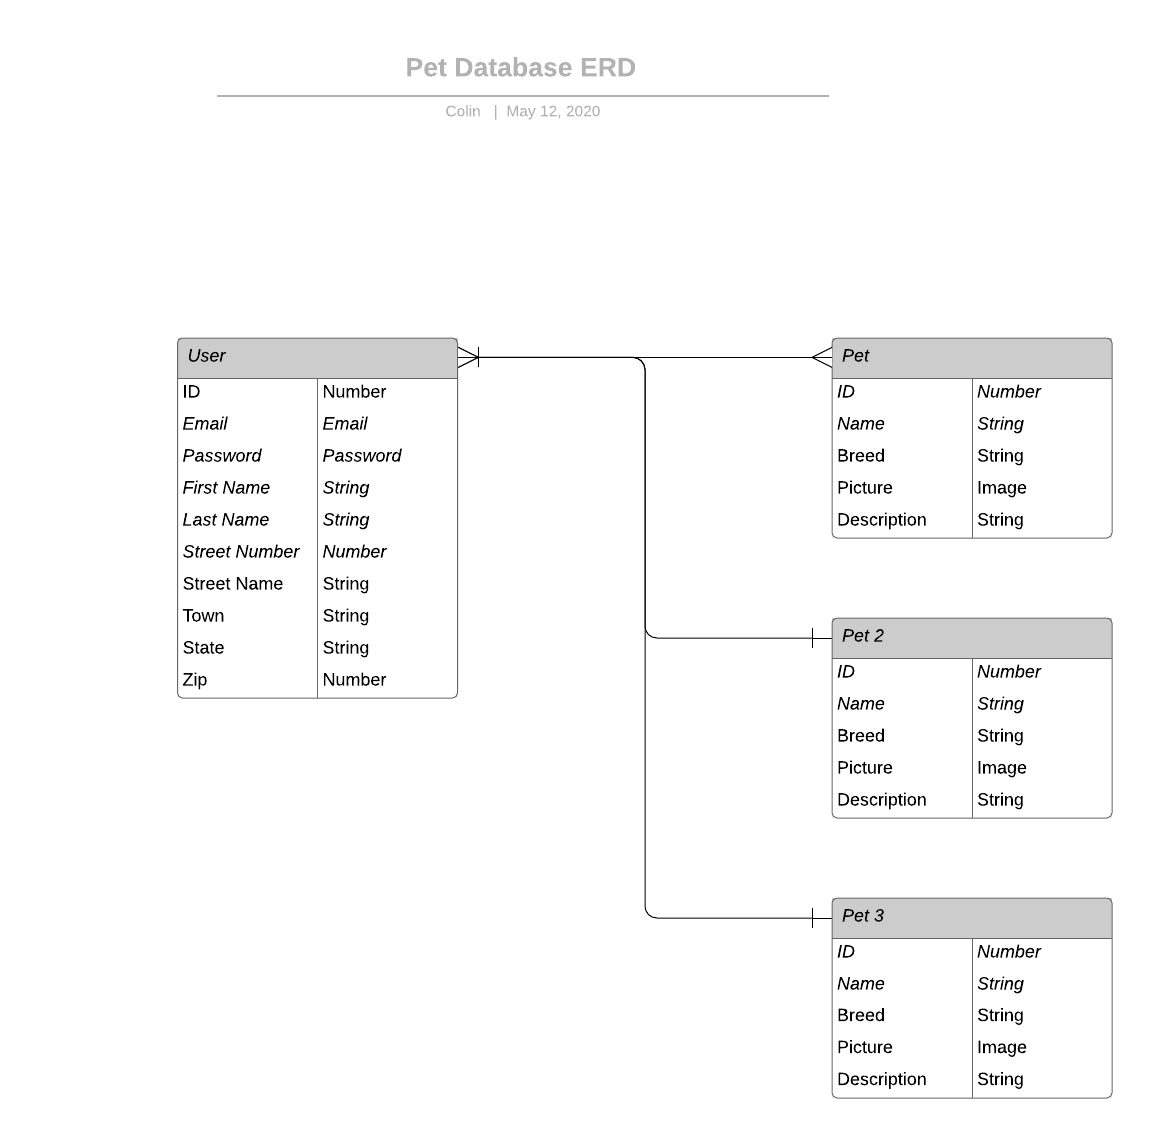 Pet Database ERD
Colin | May 12, 2020
User
ID Number
Email Email
Password Password
First Name String
Last Name String
Street Number Number
Street Name String
Town String
State String
Zip Number
Pet
ID Number
Name String
Breed String
Picture Image
Description String
Pet 2
ID Number
Name String
Breed String
Picture Image
Description String
Pet 3
ID Number
Name String
Breed String
Picture Image
Description String